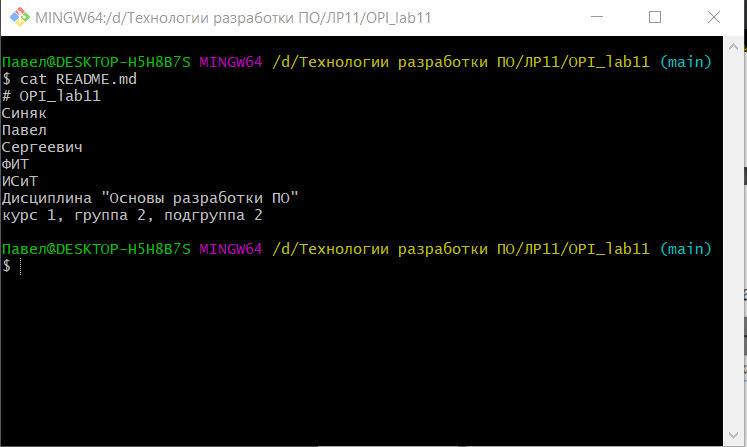 MINGW64:/d/Технологии разработки ПО/ЛР11/OPI_lab11
Павел@DESKTOP-H5H8B7S MINGW64 /d/Технологии разработки ПО/ЛР11/OPI_lab11 (main)
$ cat README.md
# OPI_lab11
Синяк
Павел
Сергеевич
ФИТ
ИСиТ
Дисциплина "Основы разработки ПО"
курс 1, группа 2, подгруппа 2
Павел@DESKTOP-H5H8B7S MINGW64 /d/Технологии разработки ПО/ЛР11/OPI_lab11 (main)
$